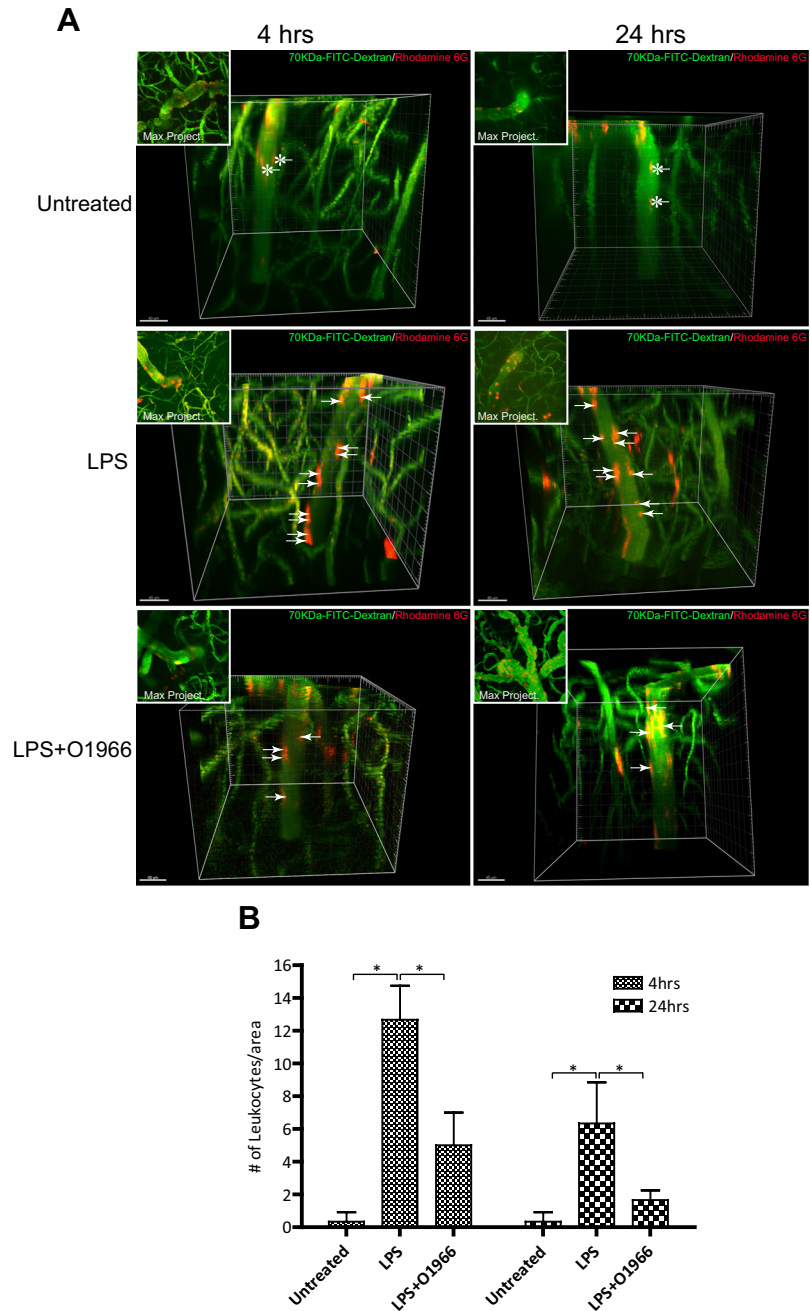 A
4 hrs
24 hrs
70KDa-FITC-Dextran/Rhodamine 6G
Max Project.
70KDa-FITC-Dextran/Rhodamine 6G
Max Project.
Untreated
70KDa-FITC-Dextran/Rhodamine 6G
Max Project.
70KDa-FITC-Dextran/Rhodamine 6G
Max Project.
LPS
70KDa-FITC-Dextran/Rhodamine 6G
Max Project.
70KDa-FITC-Dextran/Rhodamine 6G
Max Project.
LPS+O1966
B
# of Leukocytes/area
16
14
12
10
8
6
4
2
0
* *
* *
4hrs
24hrs
Untreated
LPS
LPS+O1966
Untreated
LPS
LPS+O1966